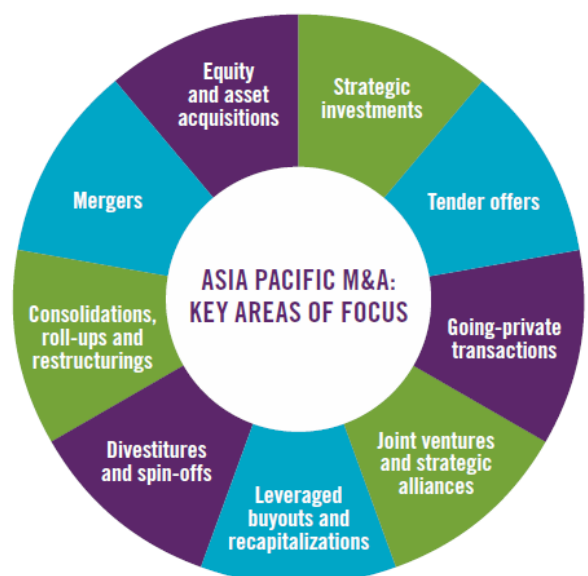 ASIA PACIFIC M&A:
KEY AREAS OF FOCUS
Strategic
investments
Tender offers
Going-private
transactions
Joint ventures
and strategic
alliances
Leveraged
buyouts and
recapitalizations
Divestitures
and spin-offs
Consolidations,
roll-ups and
restructurings
Mergers
Equity
and asset
acquisitions